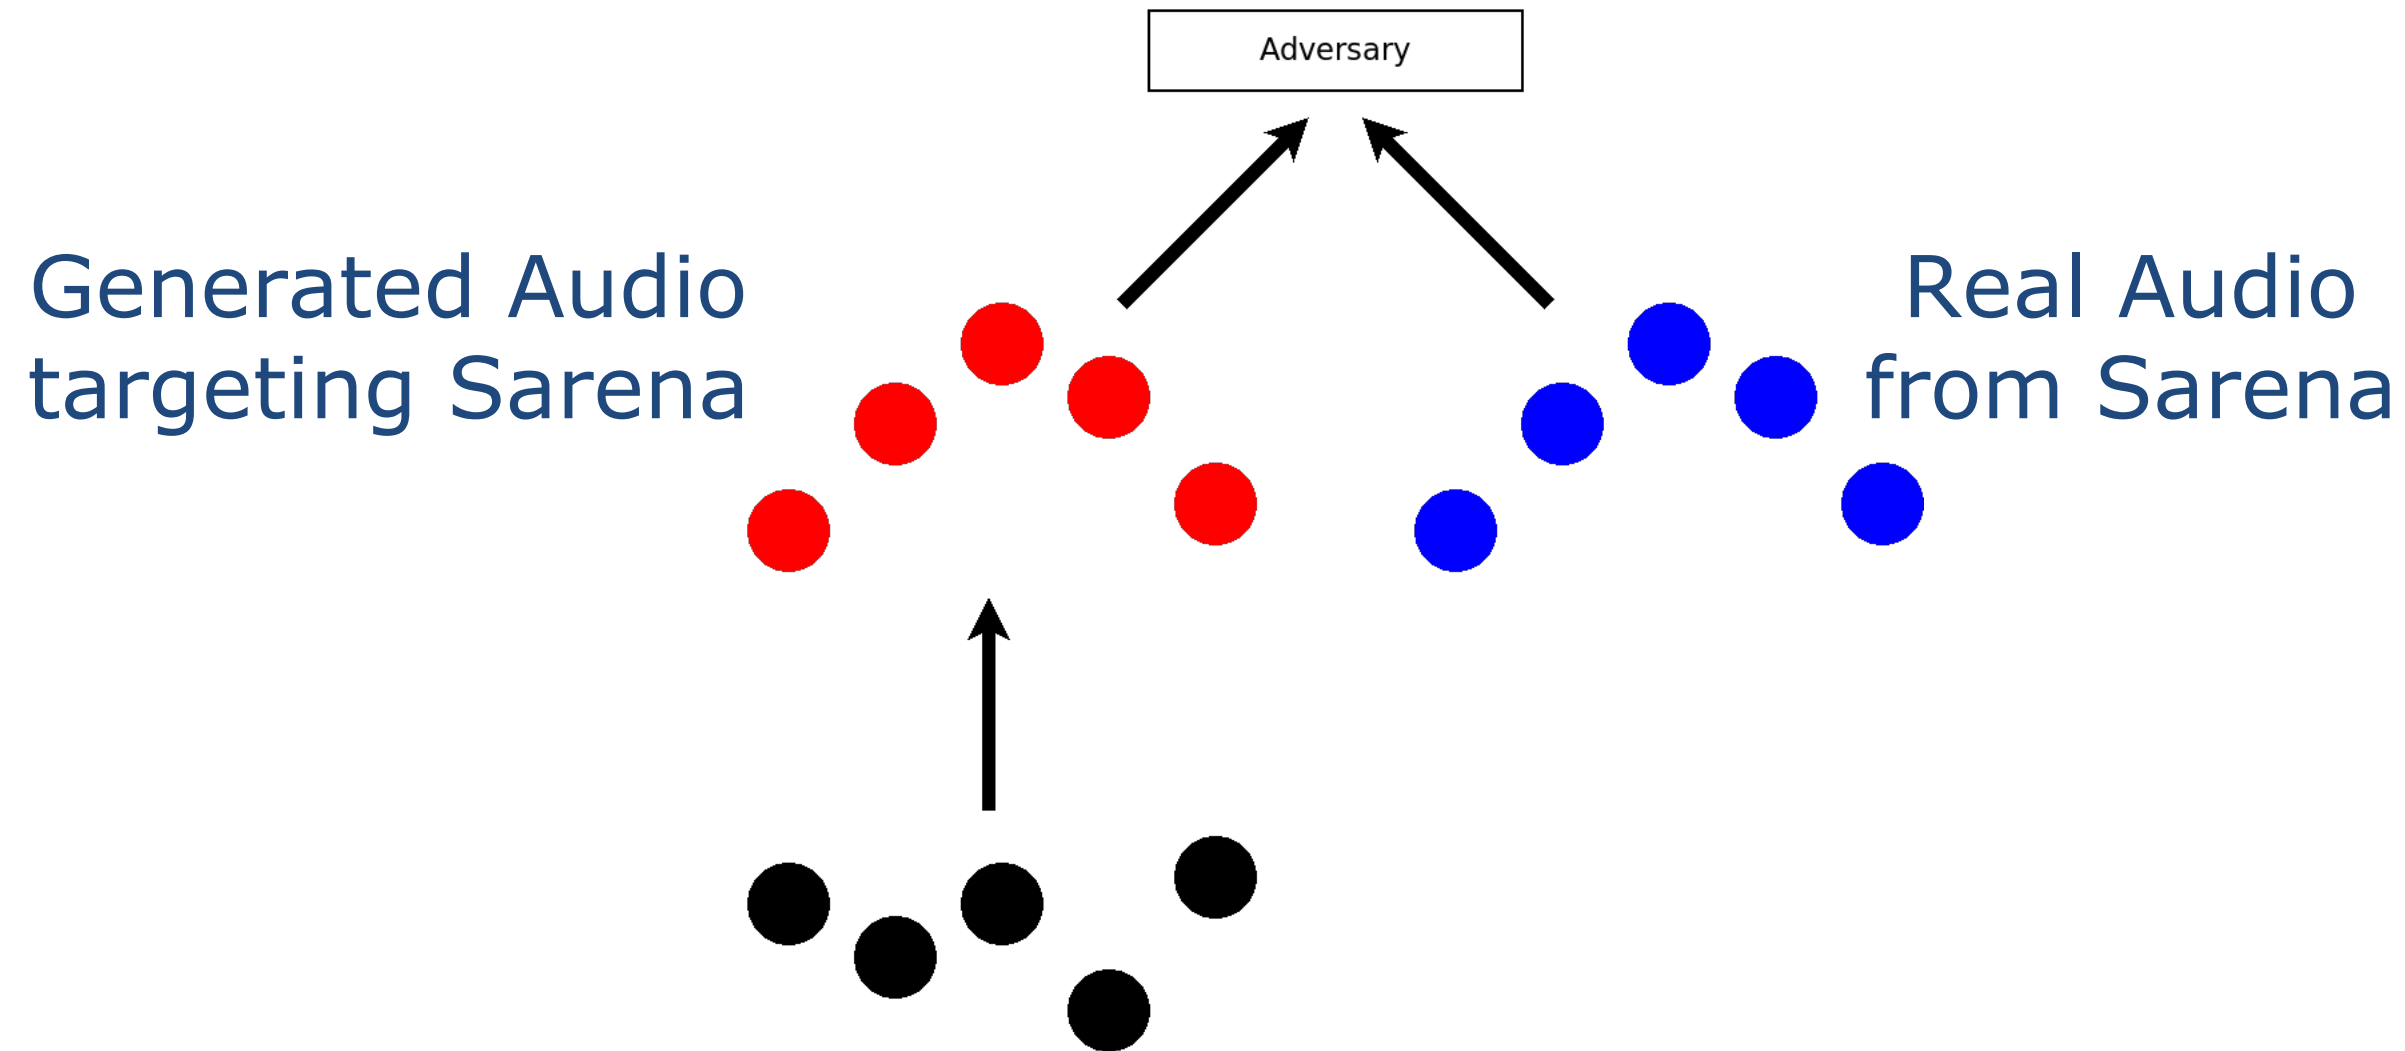 Adversary
Generated Audio
targeting Sarena
Real Audio
from Sarena